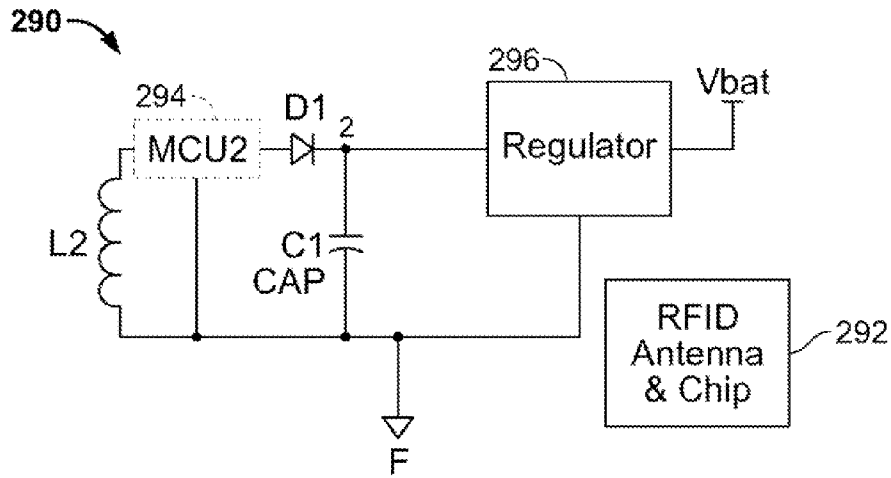 290
294
MCU2
D1
2
296
Regulator
Vbat
L2
C1
CAP
RFID
Antenna
& Chip
292
F